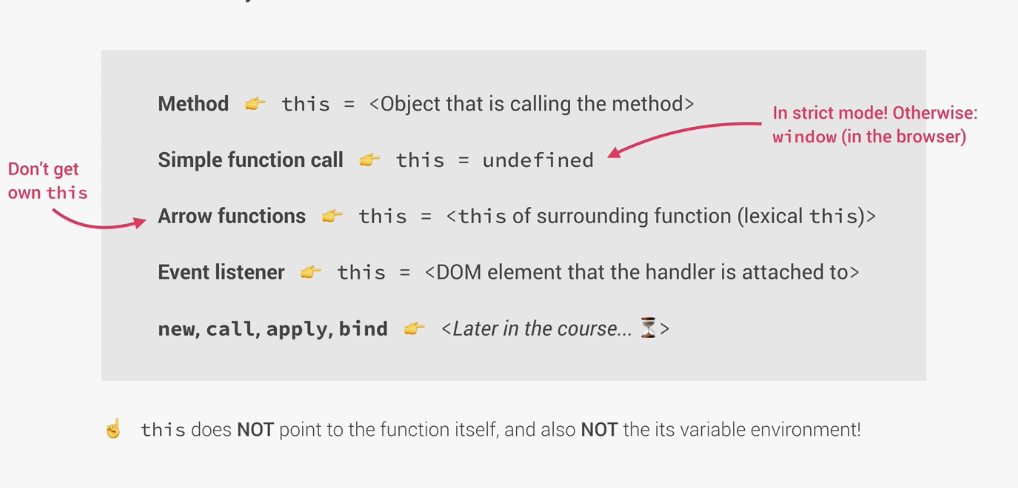 Method 👉 this = <Object that is calling the method>
In strict mode! Otherwise:
window (in the browser)
Simple function call 👉 this = undefined
Don't get
own this
Arrow functions 👉 this = <this of surrounding function (lexical this)>
Event listener 👉 this = <DOM element that the handler is attached to>
new, call, apply, bind 👉 <Later in the course... ⏳>
☝️ this does NOT point to the function itself, and also NOT the its variable environment!